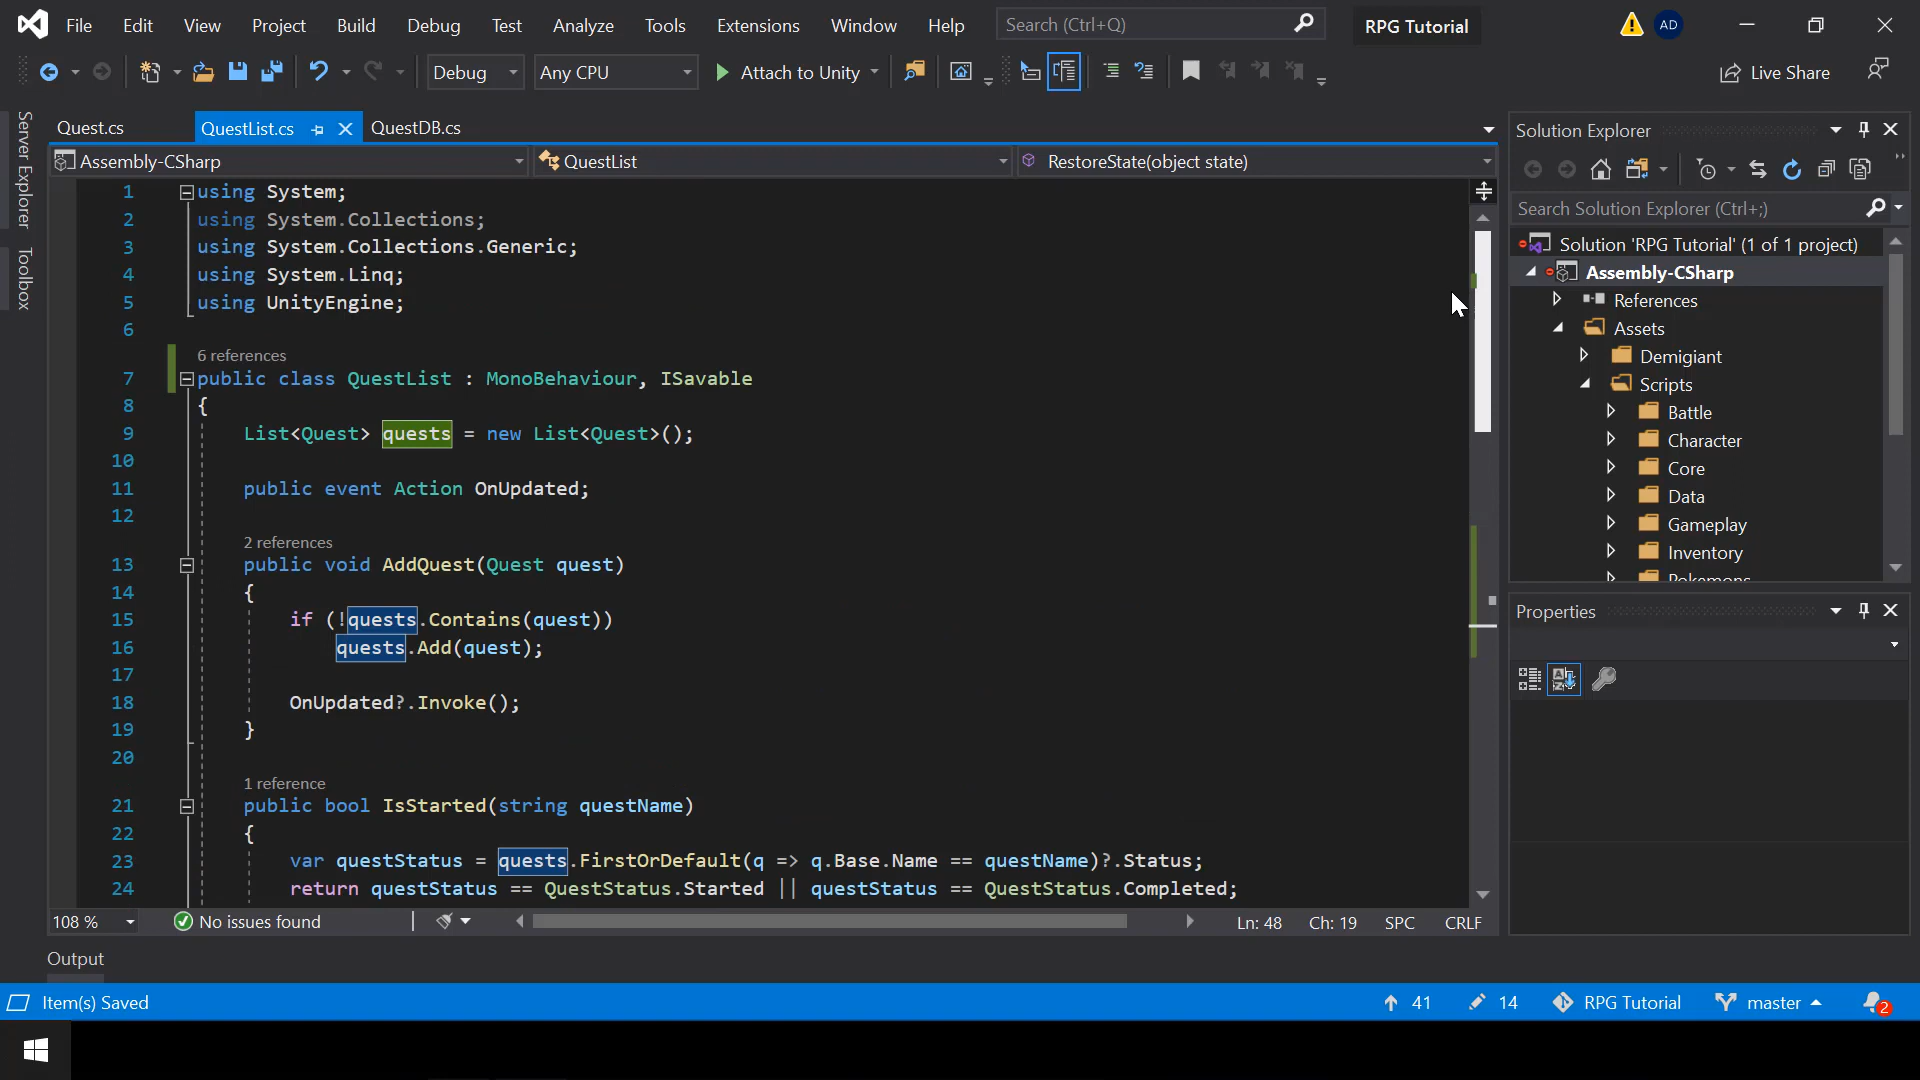 File Edit View Project Build Debug Test Analyze Tools Extensions Window Help Search (Ctrl+Q) RPG Tutorial AD
Debug Any CPU Attach to Unity Live Share
Server Explorer
Toolbox
Quest.cs QuestList.cs QuestDB.cs
Assembly-CSharp QuestList RestoreState(object state)
1 using System;
2 using System.Collections;
3 using System.Collections.Generic;
4 using System.Linq;
5 using UnityEngine;
6
6 references
7 public class QuestList : MonoBehaviour, ISavable
8 {
9 List<Quest> quests = new List<Quest>();
10
11 public event Action OnUpdated;
12
2 references
13 public void AddQuest(Quest quest)
14 {
15 if (!quests.Contains(quest))
16 quests.Add(quest);
17
18 OnUpdated?.Invoke();
19 }
20
1 reference
21 public bool IsStarted(string questName)
22 {
23 var questStatus = quests.FirstOrDefault(q => q.Base.Name == questName)?.Status;
24 return questStatus == QuestStatus.Started || questStatus == QuestStatus.Completed;
108 % No issues found Ln: 48 Ch: 19 SPC CRLF
Output
Solution Explorer
Search Solution Explorer (Ctrl+;)
Solution 'RPG Tutorial' (1 of 1 project)
Assembly-CSharp
References
Assets
Demigiant
Scripts
Battle
Character
Core
Data
Gameplay
Inventory
Pokemons
Properties
Item(s) Saved 41 14 RPG Tutorial master 2